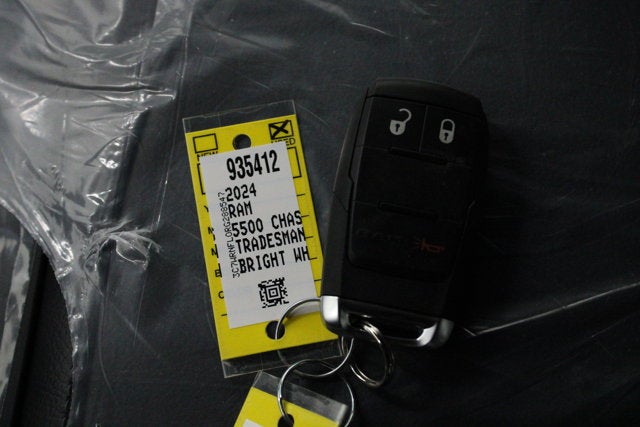 935412
2024
RAM
5500 CHAS
TRADESMAN
BRIGHT WH